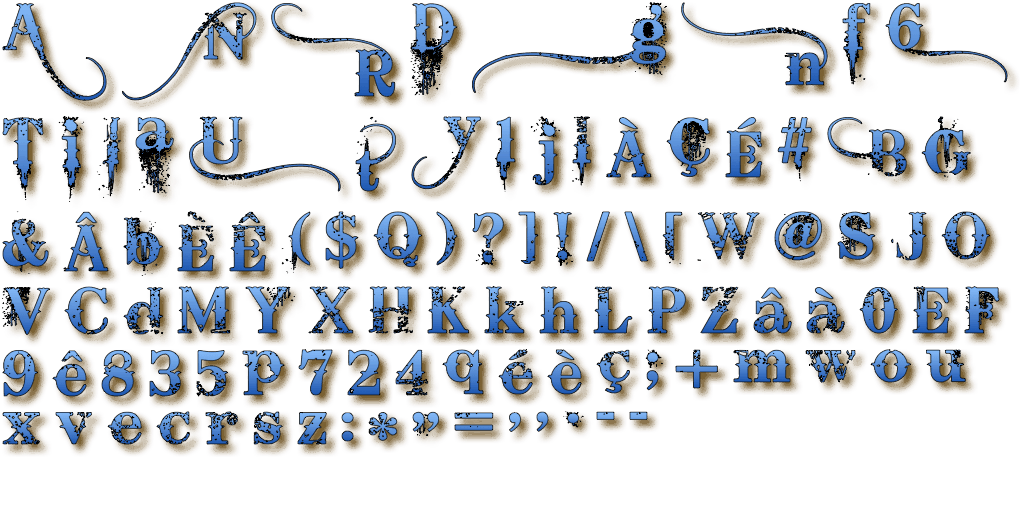 A N R D g n f 6
T i l a U t y l j i À Ç É # B G
& Â b È Ê ( $ Q ) ? ] ! / \ [ W @ S J O
V C d M Y X H K k h L P Z â à 0 E F
9 ê 8 3 5 p 7 2 4 q é è ç ; + m w o u
x v e c r s z : * " = ' , . - -